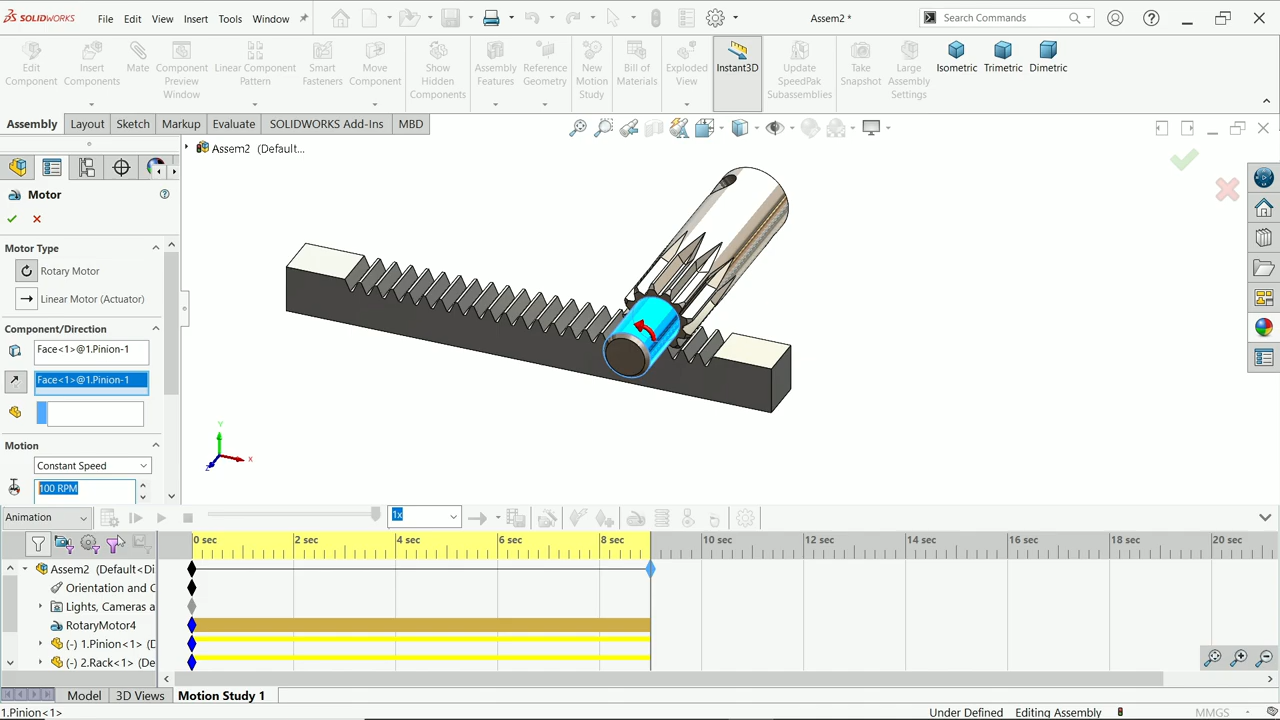 SOLIDWORKS File Edit View Insert Tools Window Assem2 * Search Commands
Edit Component
Insert Components
Mate
Component Preview Window
Linear Component Pattern
Smart Fasteners
Move Component
Show Hidden Components
Assembly Features
Reference Geometry
New Motion Study
Bill of Materials
Exploded View
Instant3D
Update SpeedPak Subassemblies
Take Snapshot
Large Assembly Settings
Isometric
Trimetric
Dimetric
Assembly Layout Sketch Markup Evaluate SOLIDWORKS Add-Ins MBD
Assem2 (Default...
Motor
Motor Type
Rotary Motor
Linear Motor (Actuator)
Component/Direction
Face<1>@1.Pinion-1
Face<1>@1.Pinion-1
Motion
Constant Speed
100 RPM
Y
X
Z
Animation 1x
0 sec 2 sec 4 sec 6 sec 8 sec 10 sec 12 sec 14 sec 16 sec 18 sec 20 sec
Assem2 (Default<Di
Orientation and C
Lights, Cameras a
RotaryMotor4
(-) 1.Pinion<1> (D
(-) 2.Rack<1> (De
Model 3D Views Motion Study 1
1.Pinion<1> Under Defined Editing Assembly MMGS